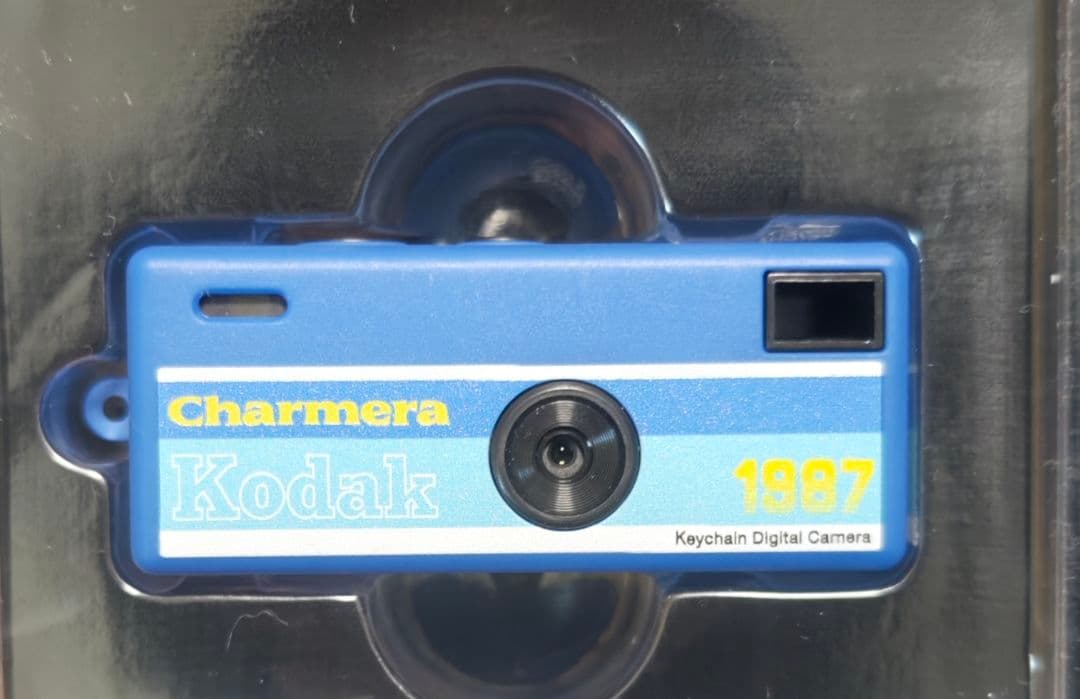 Charmera
Kodak
1987
Keychain Digital Camera